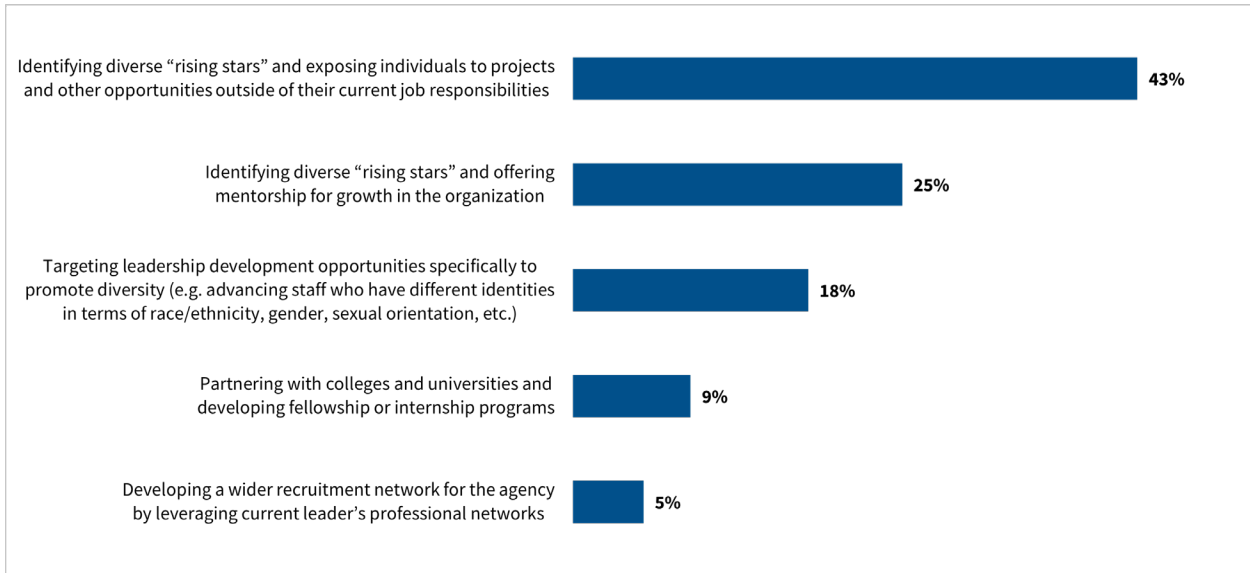 Identifying diverse “rising stars” and exposing individuals to projects
and other opportunities outside of their current job responsibilities
43%
Identifying diverse “rising stars” and offering
mentorship for growth in the organization
25%
Targeting leadership development opportunities specifically to
promote diversity (e.g. advancing staff who have different identities
in terms of race/ethnicity, gender, sexual orientation, etc.)
18%
Partnering with colleges and universities and
developing fellowship or internship programs
9%
Developing a wider recruitment network for the agency
by leveraging current leader’s professional networks
5%